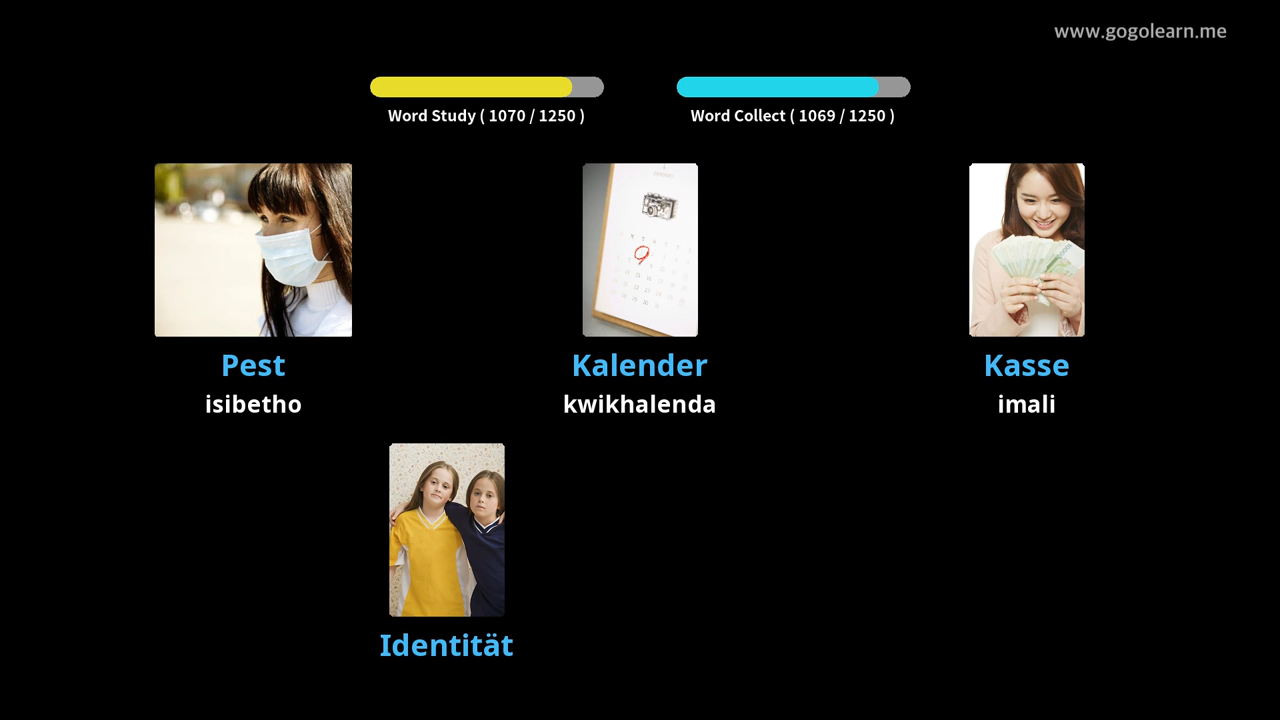 www.gogolearn.me
Word Study ( 1070 / 1250 )
Word Collect ( 1069 / 1250 )
Pest
Kalender
Kasse
isibetho
kwikhalenda
imali
Identität